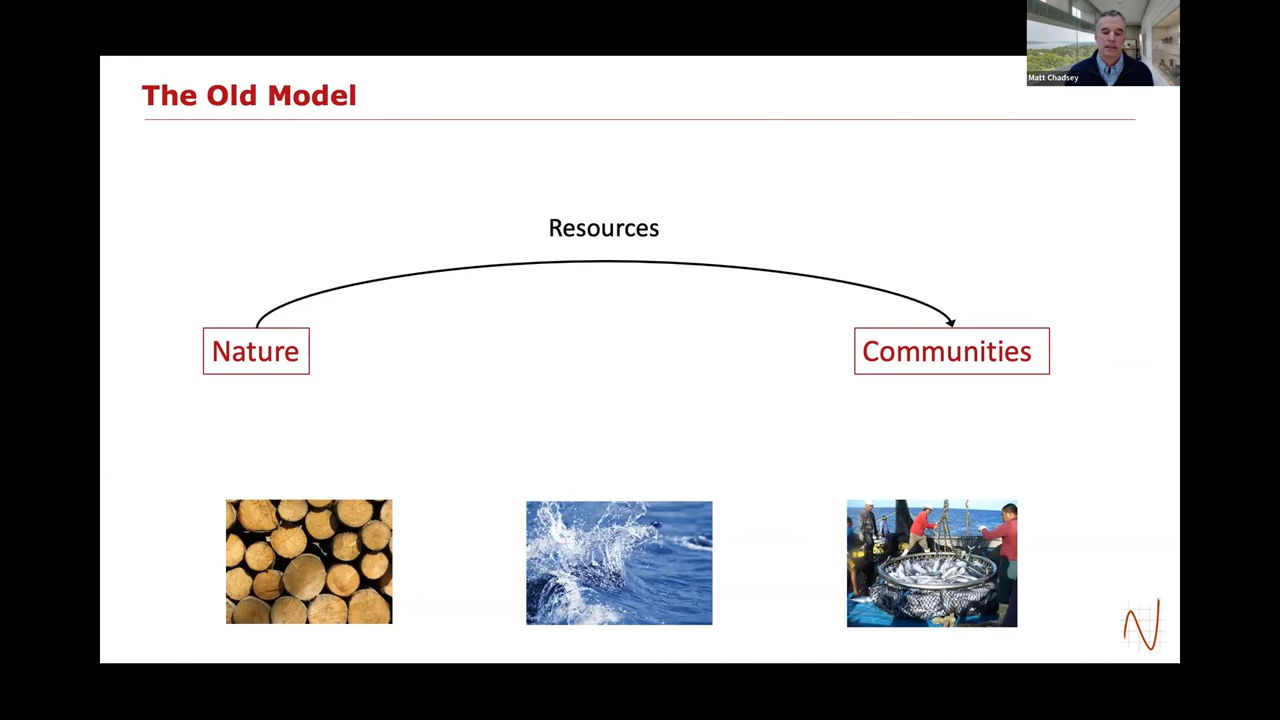 Matt Chadsey
The Old Model
Resources
Nature
Communities